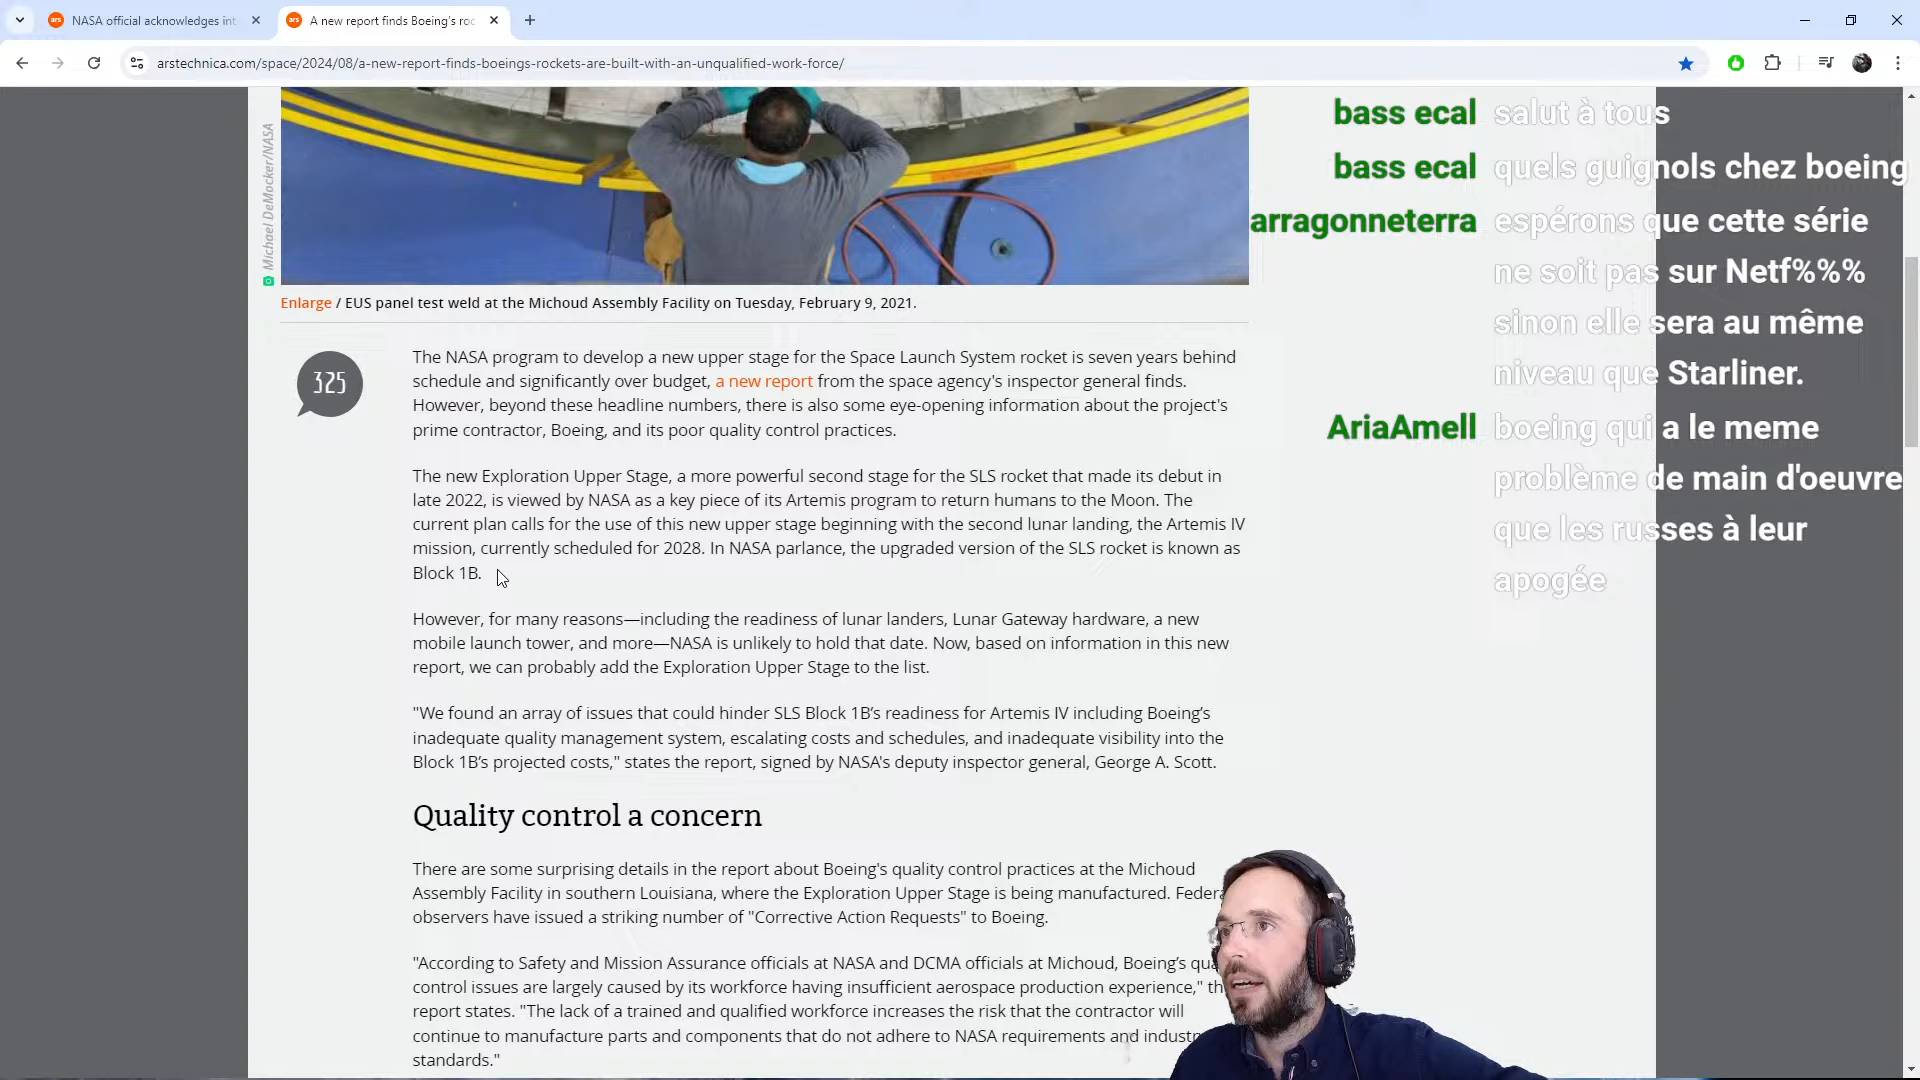 NASA official acknowledges int
A new report finds Boeing's roc
arstechnica.com/space/2024/08/a-new-report-finds-boeings-rockets-are-built-with-an-unqualified-work-force/
Michael DeMocker/NASA
Enlarge / EUS panel test weld at the Michoud Assembly Facility on Tuesday, February 9, 2021.
325
The NASA program to develop a new upper stage for the Space Launch System rocket is seven years behind
schedule and significantly over budget, a new report from the space agency's inspector general finds.
However, beyond these headline numbers, there is also some eye-opening information about the project's
prime contractor, Boeing, and its poor quality control practices.
The new Exploration Upper Stage, a more powerful second stage for the SLS rocket that made its debut in
late 2022, is viewed by NASA as a key piece of its Artemis program to return humans to the Moon. The
current plan calls for the use of this new upper stage beginning with the second lunar landing, the Artemis IV
mission, currently scheduled for 2028. In NASA parlance, the upgraded version of the SLS rocket is known as
Block 1B.
However, for many reasons—including the readiness of lunar landers, Lunar Gateway hardware, a new
mobile launch tower, and more—NASA is unlikely to hold that date. Now, based on information in this new
report, we can probably add the Exploration Upper Stage to the list.
"We found an array of issues that could hinder SLS Block 1B’s readiness for Artemis IV including Boeing’s
inadequate quality management system, escalating costs and schedules, and inadequate visibility into the
Block 1B’s projected costs," states the report, signed by NASA's deputy inspector general, George A. Scott.
Quality control a concern
There are some surprising details in the report about Boeing's quality control practices at the Michoud
Assembly Facility in southern Louisiana, where the Exploration Upper Stage is being manufactured. Federa
observers have issued a striking number of "Corrective Action Requests" to Boeing.
"According to Safety and Mission Assurance officials at NASA and DCMA officials at Michoud, Boeing’s qua
control issues are largely caused by its workforce having insufficient aerospace production experience," th
report states. "The lack of a trained and qualified workforce increases the risk that the contractor will
continue to manufacture parts and components that do not adhere to NASA requirements and industr
standards."
bass ecal salut à tous
bass ecal quels guignols chez boeing
arragonneterra espérons que cette série
ne soit pas sur Netf%%%
sinon elle sera au même
niveau que Starliner.
AriaAmell boeing qui a le meme
problème de main d'oeuvre
que les russes à leur
apogée